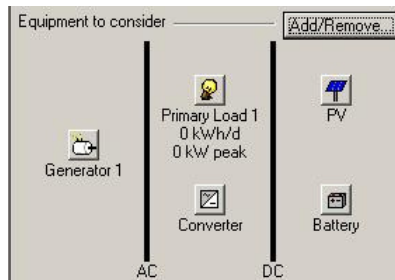 Equipment to consider
Add/Remove...
Primary Load 1
0 kWh/d
0 kW peak
PV
Generator 1
Converter
Battery
AC
DC